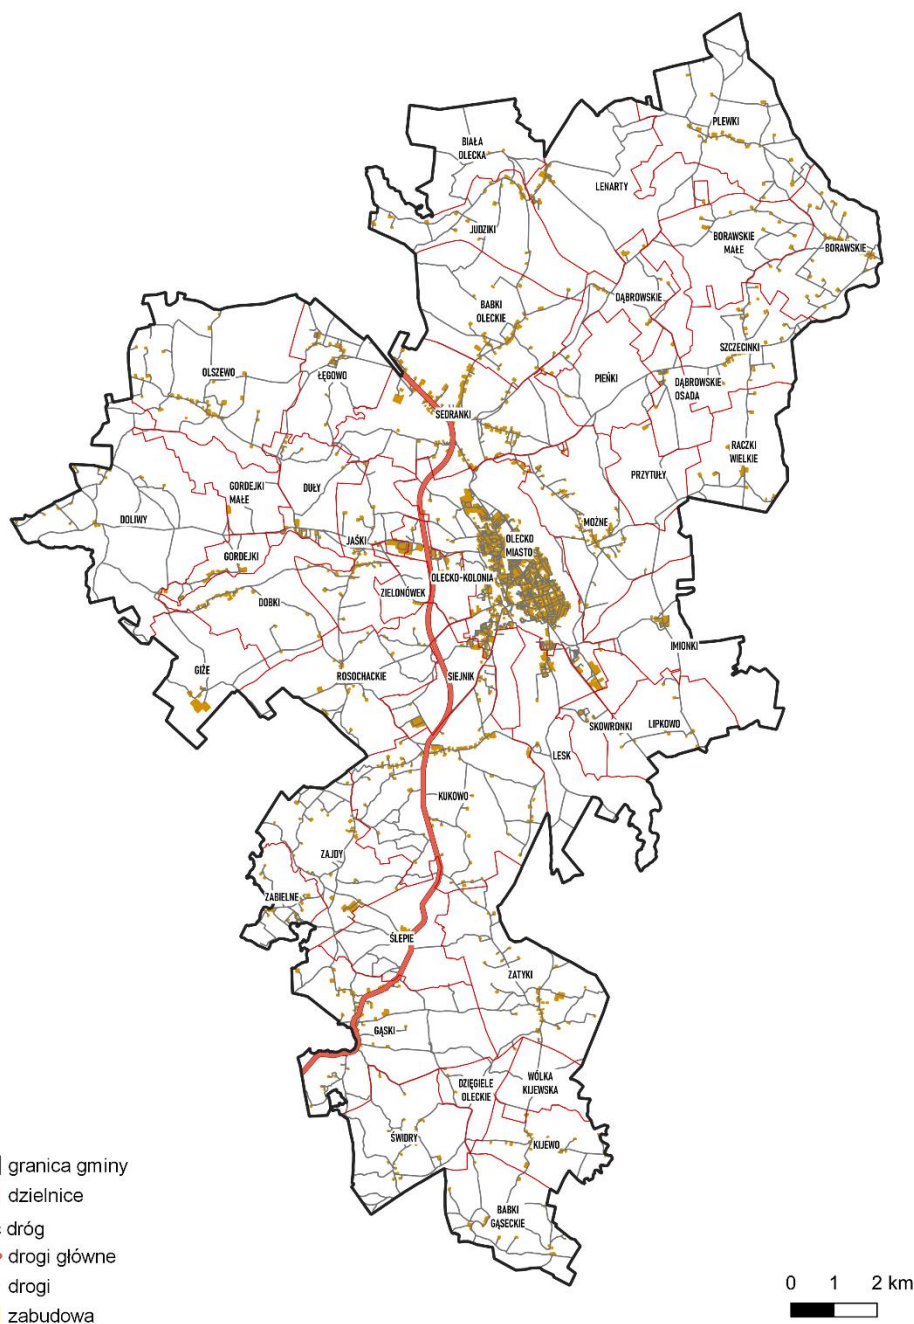 PLEWKI
BIAŁA
OLECKA
LENARTY
JUDZIKI
BORAWSKIE
MAŁE
BORAWSKIE
BABKI
OLECKIE
DĄBROWSKIE
SZCZECINKI
OLSZEWO
ŁĘGOWO
PIEŃKI
DĄBROWSKIE
OSADA
SEDRANKI
RACZKI
WIELKIE
PRZYTUŁY
GORDEJKI
MAŁE
DUŁY
DOLIWY
MOŻNE
OLECKO
MIASTO
JAŚKI
GORDEJKI
OLECKO-KOLONIA
ZIELONÓWEK
DOBKI
IMIONKI
GIŻE
ROSOCHACKIE
SIEJNIK
SKOWRONKI
LIPKOWO
LESK
KUKOWO
ZAJDY
ZABIELNE
ŚLEPIE
ZATYKI
GĄSKI
DZIĘGIELE
OLECKIE
WÓLKA
KIJEWSKA
ŚWIDRY
KIJEWO
BABKI
GĄSECKIE
granica gminy
dzielnice
dróg
drogi główne
drogi
zabudowa
0 1 2 km